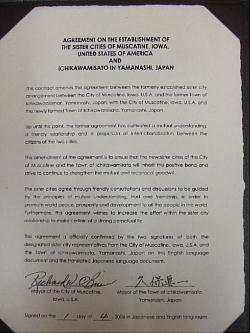 AGREEMENT ON THE ESTABLISHMENT OF
THE SISTER CITIES OF MUSCATINE, IOWA,
UNITED STATES OF AMERICA
AND
ICHIKAWAMISATO IN YAMANASHI, JAPAN
This contract amends the agreement between the formerly established sister city
arrangement between the City of Muscatine, Iowa, U.S.A. and the former town of
Ichikawadaimon, Yamanashi, Japan, with the City of Muscatine, Iowa, U.S.A. and
the newly formed Town of Ichikawamisato, Yamanashi, Japan.
Up until this point, the former agreement has cultivated a mutual understanding,
a friendly relationship and a projection of internationalization between the
citizens of the two cities.
This amendment of the agreement is to ensure that the new sister cities of the City
of Muscatine and the Town of Ichikawamisato will inherit this positive bond and
strive to continue to strengthen the mutual and reciprocal goodwill.
The sister cities agree through friendly consultations and discussions to be guided
by the principles of mutual understanding, trust and friendship, in order to
promote world peace, prosperity and development to all the people in the world.
Furthermore, this agreement wishes to increase the effort within the sister city
relationship to make certain of a strong perpetuality.
This agreement is officially confirmed by the two signatures of both the
designated sister city representatives from the City of Muscatine, Iowa, U.S.A. and
the Town of Ichikawamisato, Yamanashi, Japan on this English language
document and the translated Japanese language document.
Richard W O'Brien
Mayor of the City of Muscatine, Mayor of the Town of Ichikawamisato,
Iowa, U.S.A. Yamanashi, Japan
Signed on the 1 day of 2006 in Japanese and English languages